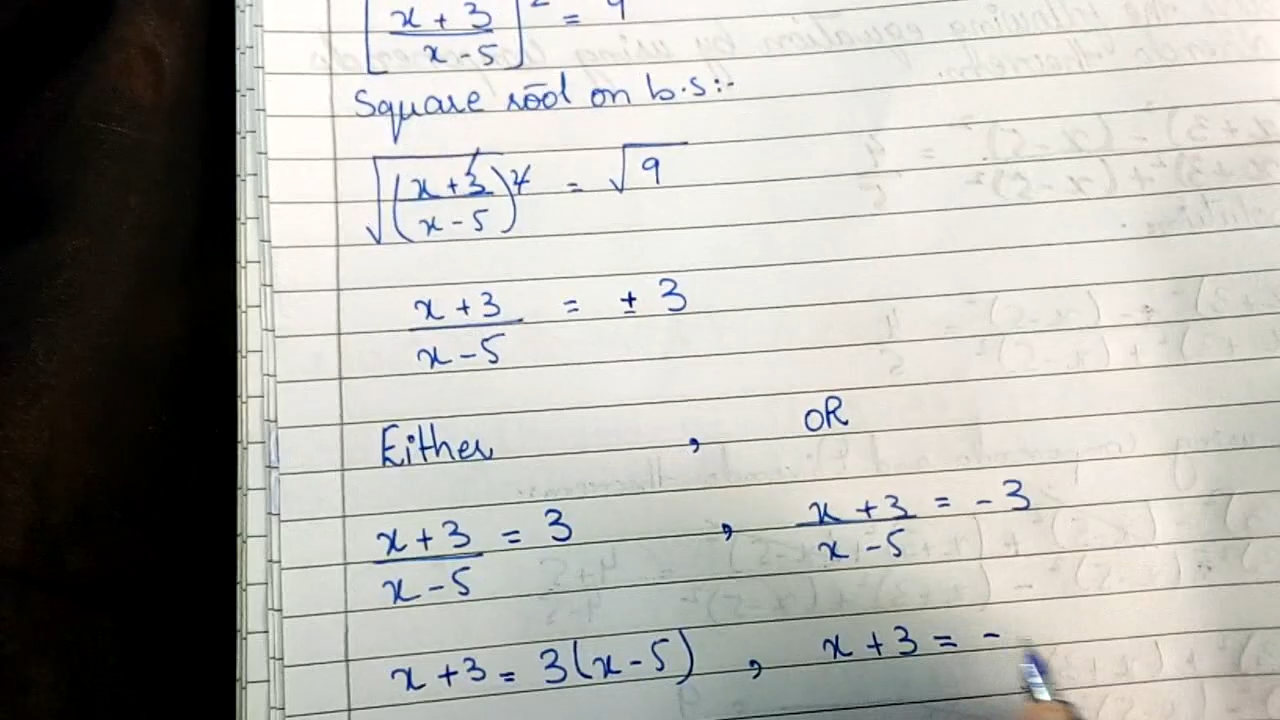 [x + 3 / x - 5]² = 9
Square root on b.s:-
√(x + 3 / x - 5)² = √9
x + 3 / x - 5 = ± 3
Either , OR
x + 3 / x - 5 = 3 , x + 3 / x - 5 = - 3
x + 3 = 3(x - 5) , x + 3 = -